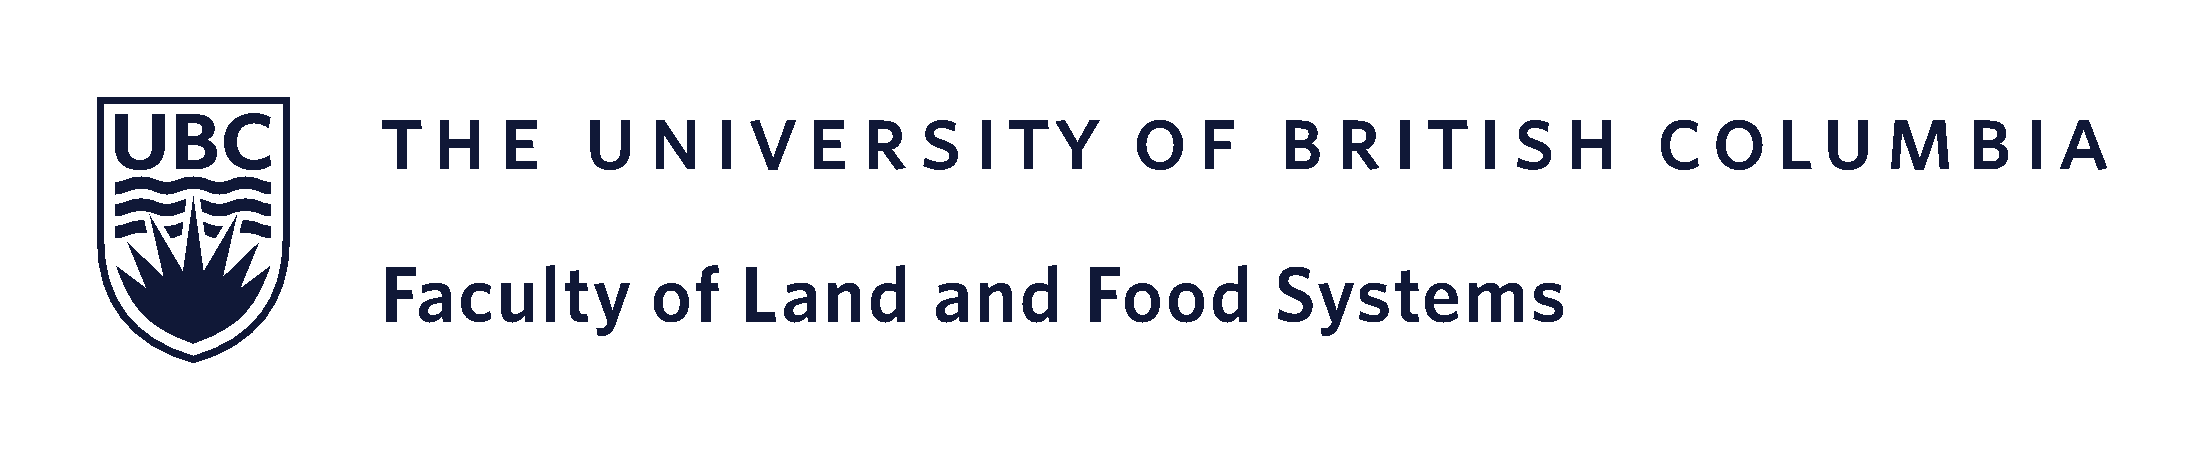 UBC
THE UNIVERSITY OF BRITISH COLUMBIA
Faculty of Land and Food Systems